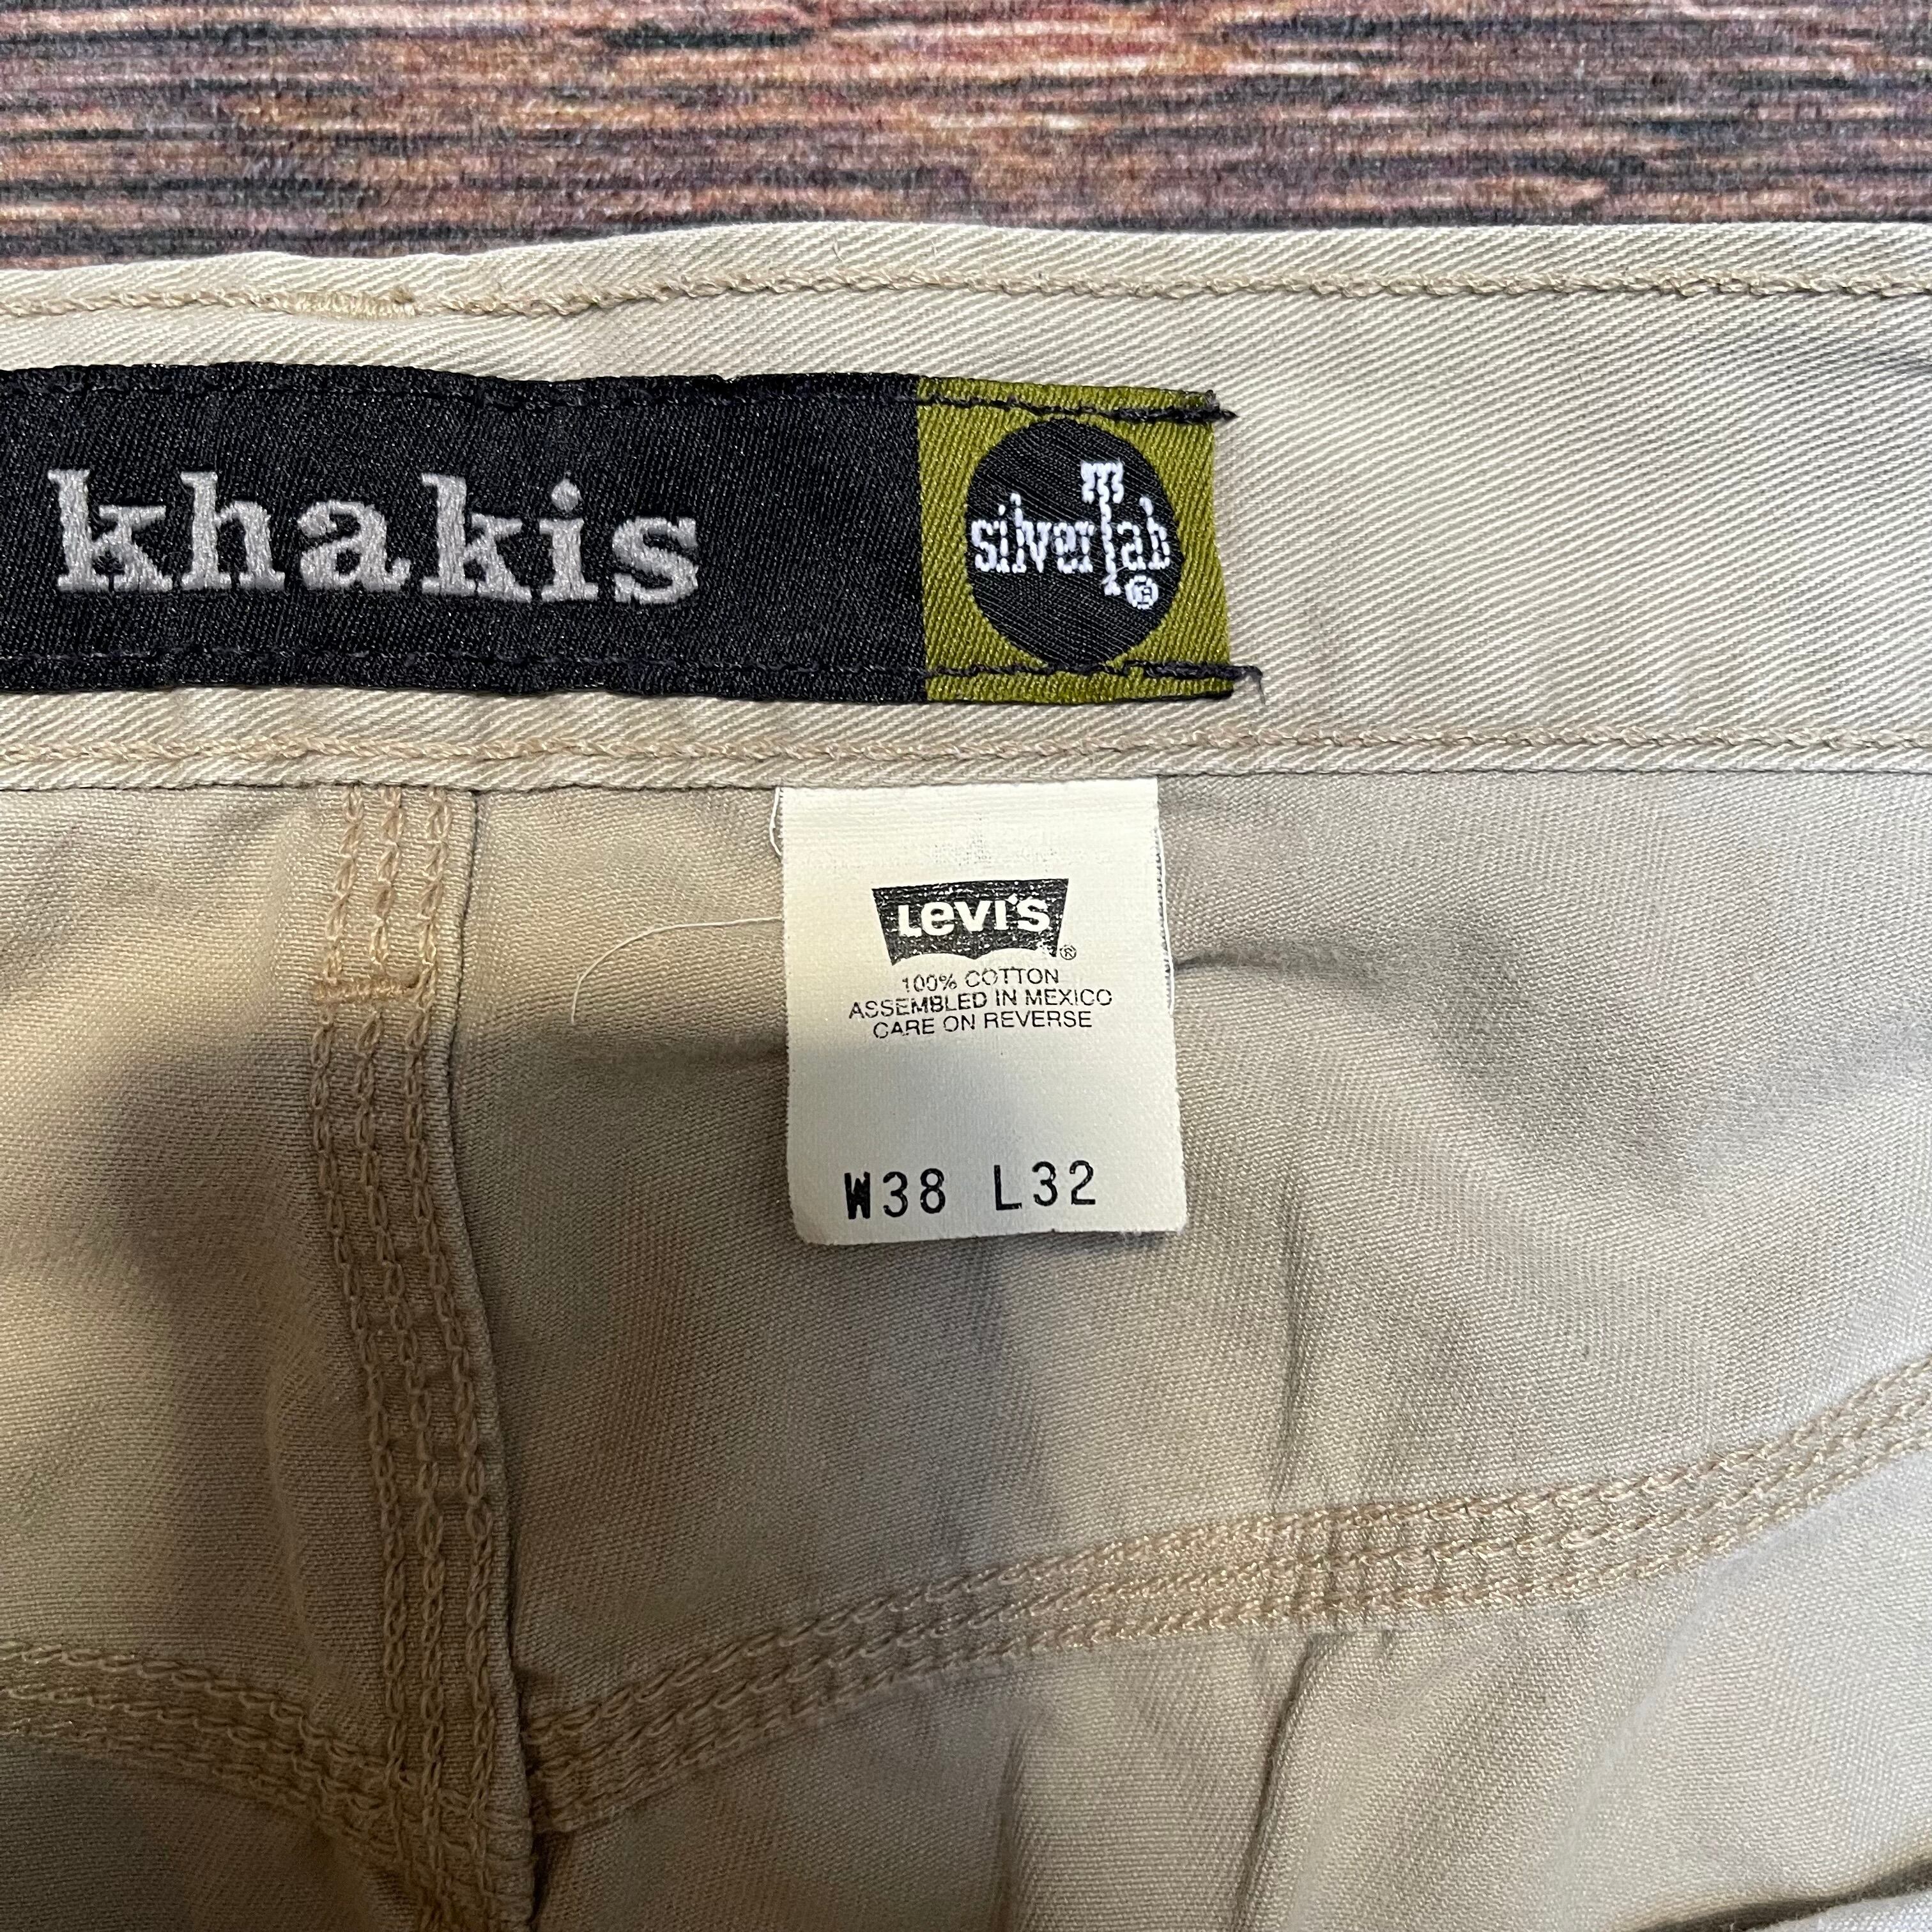 khakis
silverTab®
Levi's®
100% COTTON
ASSEMBLED IN MEXICO
CARE ON REVERSE
W38 L32